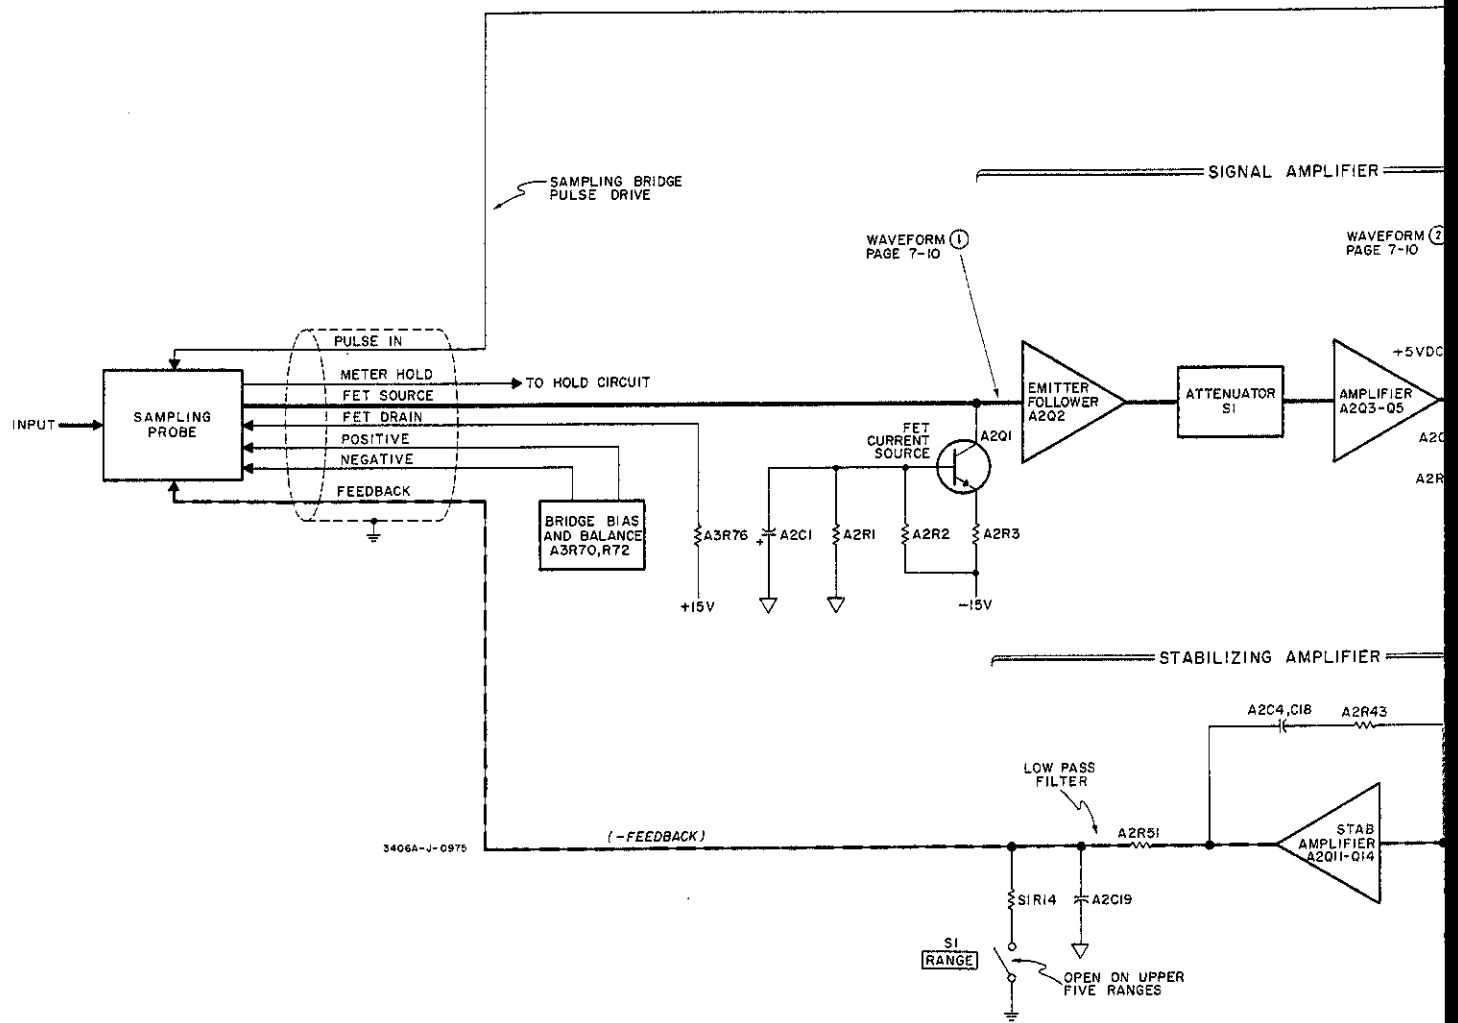 SAMPLING BRIDGE
PULSE DRIVE
SIGNAL AMPLIFIER
WAVEFORM 1
PAGE 7-10
WAVEFORM 2
PAGE 7-10
PULSE IN
METER HOLD
TO HOLD CIRCUIT
FET SOURCE
FET DRAIN
POSITIVE
NEGATIVE
FEEDBACK
INPUT
SAMPLING
PROBE
BRIDGE BIAS
AND BALANCE
A3R70,R72
A3R76
+15V
+
A2C1
A2R1
A2R2
A2R3
-15V
FET
CURRENT
SOURCE
A2Q1
EMITTER
FOLLOWER
A2Q2
ATTENUATOR
S1
+5VDC
AMPLIFIER
A2Q3-Q5
A2R
STABILIZING AMPLIFIER
A2C4,C18
A2R43
LOW PASS
FILTER
A2R51
STAB
AMPLIFIER
A2Q11-Q14
(-FEEDBACK)
3406A-J-0975
S1R14
A2C19
S1
RANGE
OPEN ON UPPER
FIVE RANGES